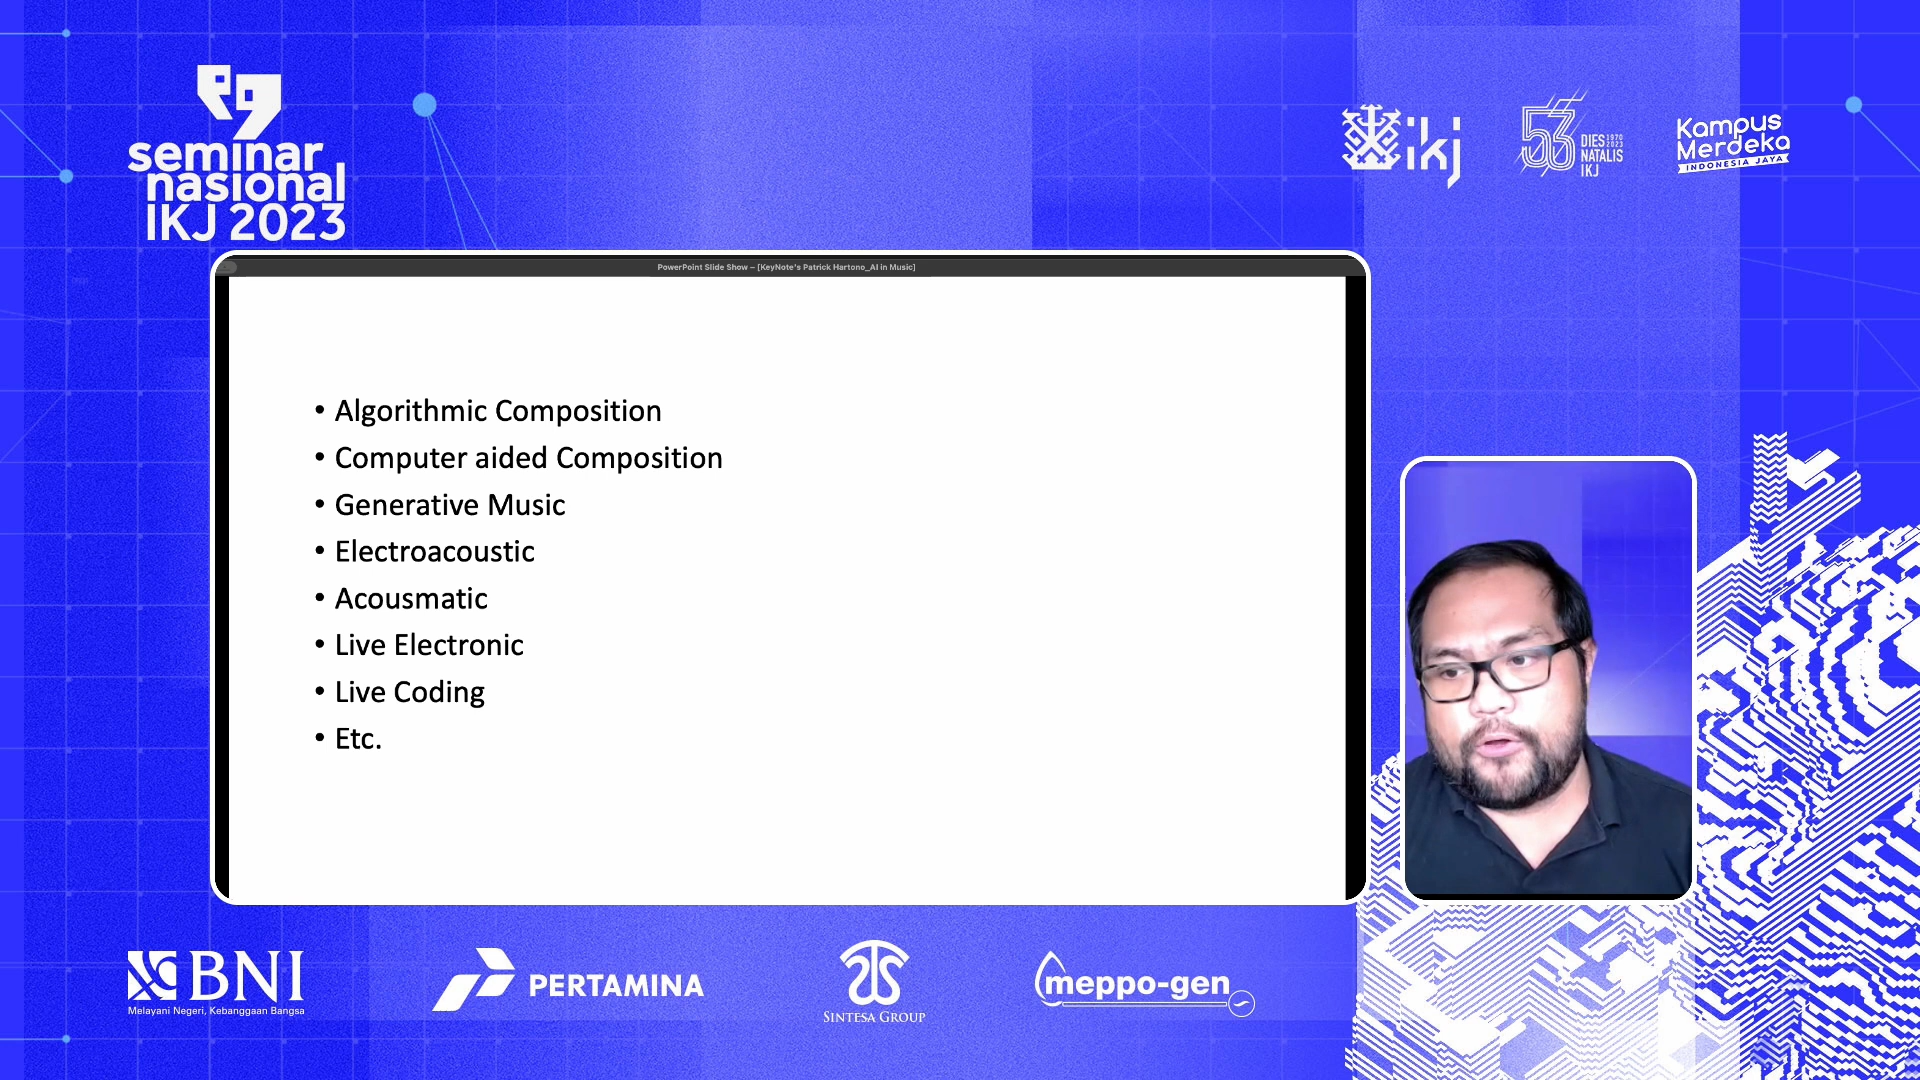 seminar
nasional
IKJ 2023
ikj
53
DIES 1970
NATALIS 2023
IKJ
Kampus
Merdeka
INDONESIA JAYA
PowerPoint Slide Show – [KeyNote's Patrick Hartono_AI in Music]
• Algorithmic Composition
• Computer aided Composition
• Generative Music
• Electroacoustic
• Acousmatic
• Live Electronic
• Live Coding
• Etc.
BNI
Melayani Negeri, Kebanggaan Bangsa
PERTAMINA
SINTESA GROUP
meppo-gen